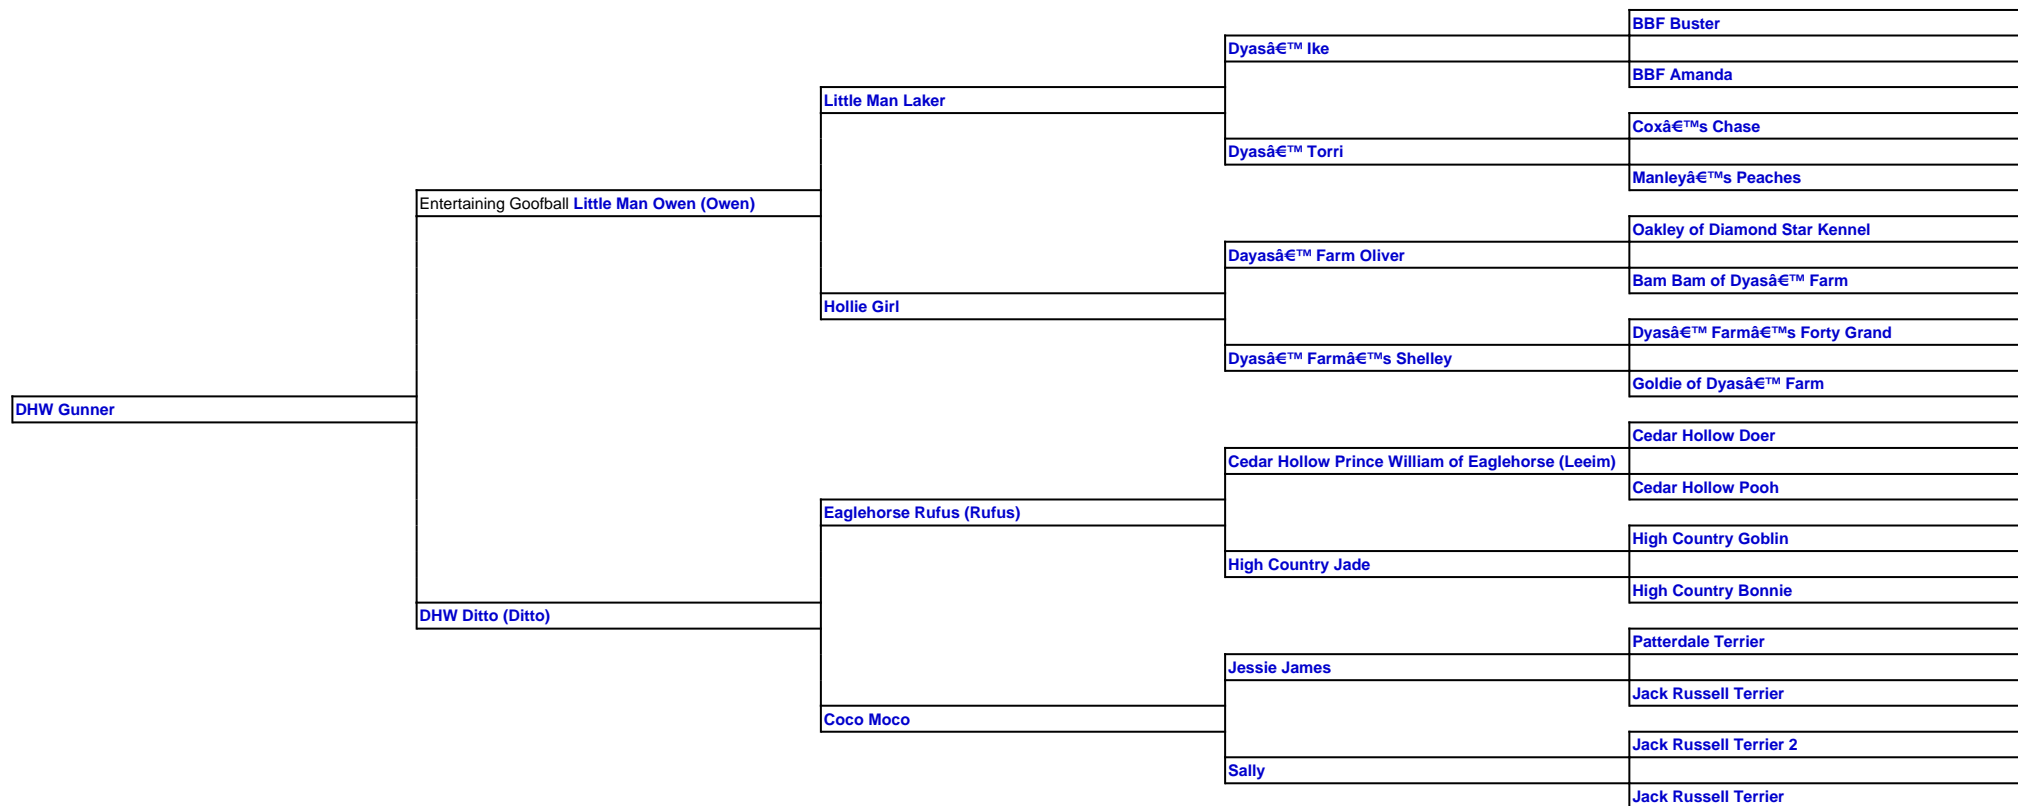 BBF Buster
Dyasâ€™ Ike
BBF Amanda
Little Man Laker
Coxâ€™s Chase
Dyasâ€™ Torri
Manleyâ€™s Peaches
Entertaining Goofball Little Man Owen (Owen)
Oakley of Diamond Star Kennel
Dayasâ€™ Farm Oliver
Bam Bam of Dyasâ€™ Farm
Hollie Girl
Dyasâ€™ Farmâ€™s Forty Grand
Dyasâ€™ Farmâ€™s Shelley
Goldie of Dyasâ€™ Farm
DHW Gunner
Cedar Hollow Doer
Cedar Hollow Prince William of Eaglehorse (Leeim)
Cedar Hollow Pooh
Eaglehorse Rufus (Rufus)
High Country Goblin
High Country Jade
High Country Bonnie
DHW Ditto (Ditto)
Patterdale Terrier
Jessie James
Jack Russell Terrier
Coco Moco
Jack Russell Terrier 2
Sally
Jack Russell Terrier